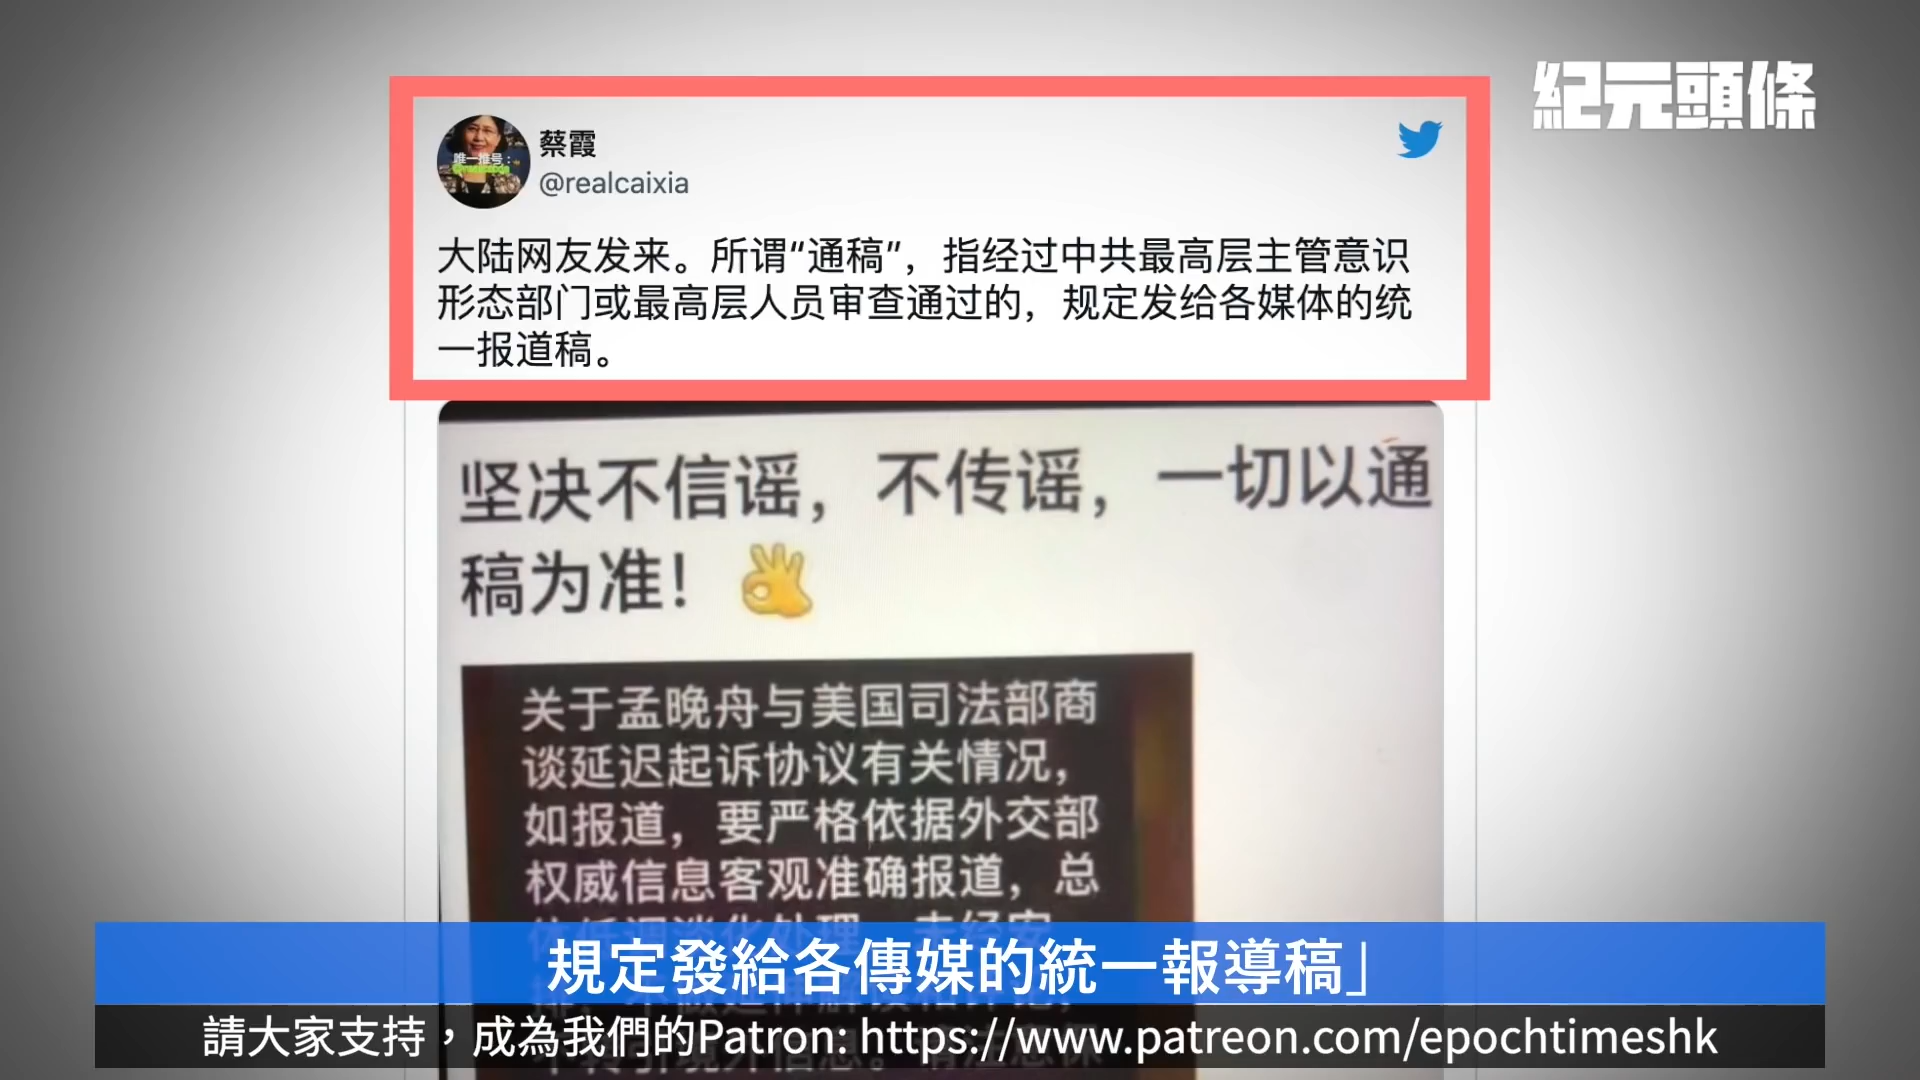 紀元頭條
蔡霞
@realcaixia
唯一推号：
大陆网友发来。所谓“通稿”，指经过中共最高层主管意识
形态部门或最高层人员审查通过的，规定发给各媒体的统
一报道稿。
坚决不信谣，不传谣，一切以通
稿为准！
关于孟晚舟与美国司法部商
谈延迟起诉协议有关情况，
如报道，要严格依据外交部
权威信息客观准确报道，总
規定發給各傳媒的統一報導稿」
請大家支持，成為我們的Patron: https://www.patreon.com/epochtimeshk